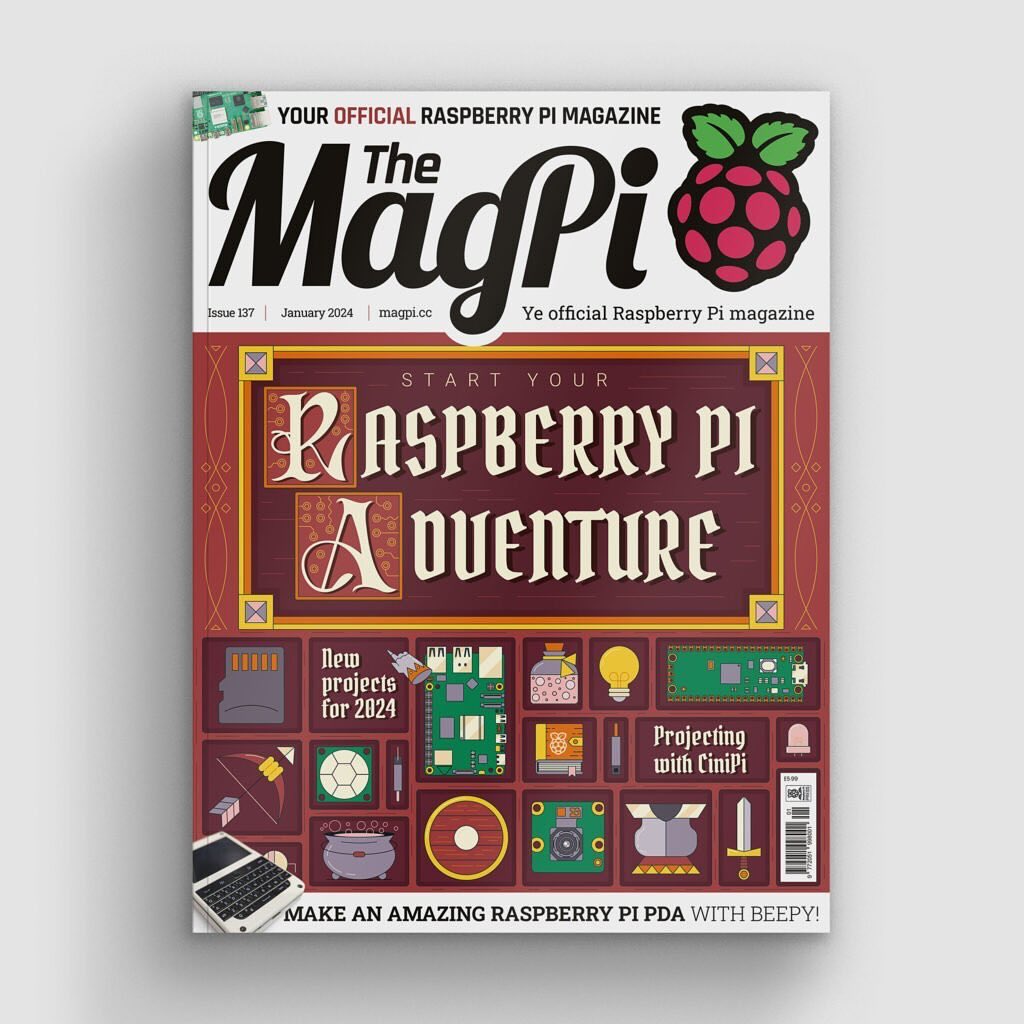 YOUR OFFICIAL RASPBERRY PI MAGAZINE
The
MagPi
Issue 137 | January 2024 | magpi.cc
Ye official Raspberry Pi magazine
START YOUR
RASPBERRY PI
ADVENTURE
New
projects
for 2024
Projecting
with CiniPi
£5.99
01
MAKE AN AMAZING RASPBERRY PI PDA WITH BEEPY!